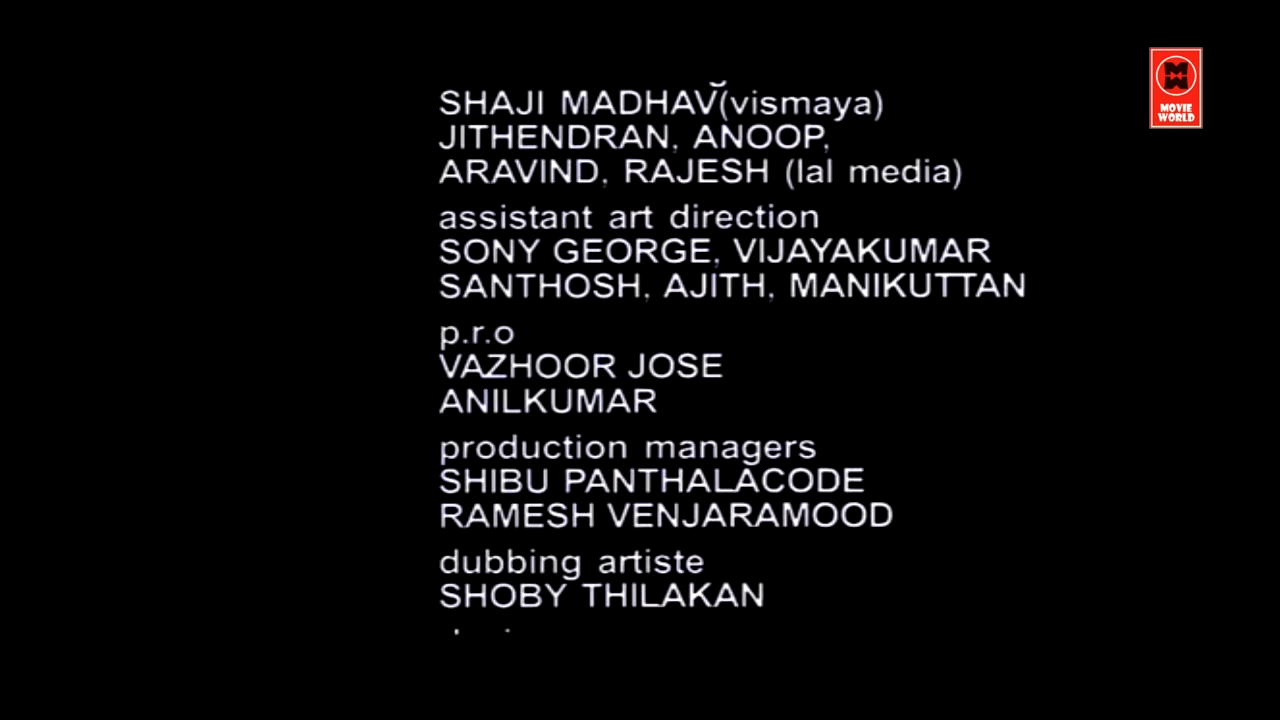 SHAJI MADHAV(vismaya)
JITHENDRAN, ANOOP,
ARAVIND, RAJESH (lal media)
assistant art direction
SONY GEORGE, VIJAYAKUMAR
SANTHOSH, AJITH, MANIKUTTAN
p.r.o
VAZHOOR JOSE
ANILKUMAR
production managers
SHIBU PANTHALACODE
RAMESH VENJARAMOOD
dubbing artiste
SHOBY THILAKAN
MOVIE
WORLD